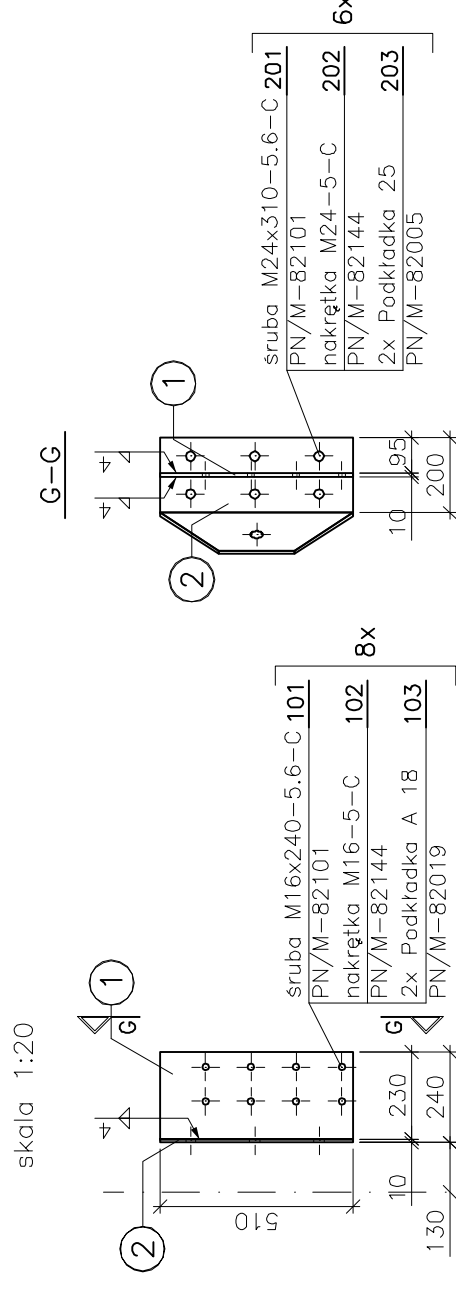 skala 1:20
G-G
4
4
4
1
2
1
2
G
G
śruba M16x240-5.6-C 101
PN/M-82101
nakrętka M16-5-C 102
PN/M-82144
2x Podkładka A 18 103
PN/M-82019
8x
510
10
230
130
240
śruba M24x310-5.6-C 201
PN/M-82101
nakrętka M24-5-C 202
PN/M-82144
2x Podkładka 25 203
PN/M-82005
6x
10
95
200